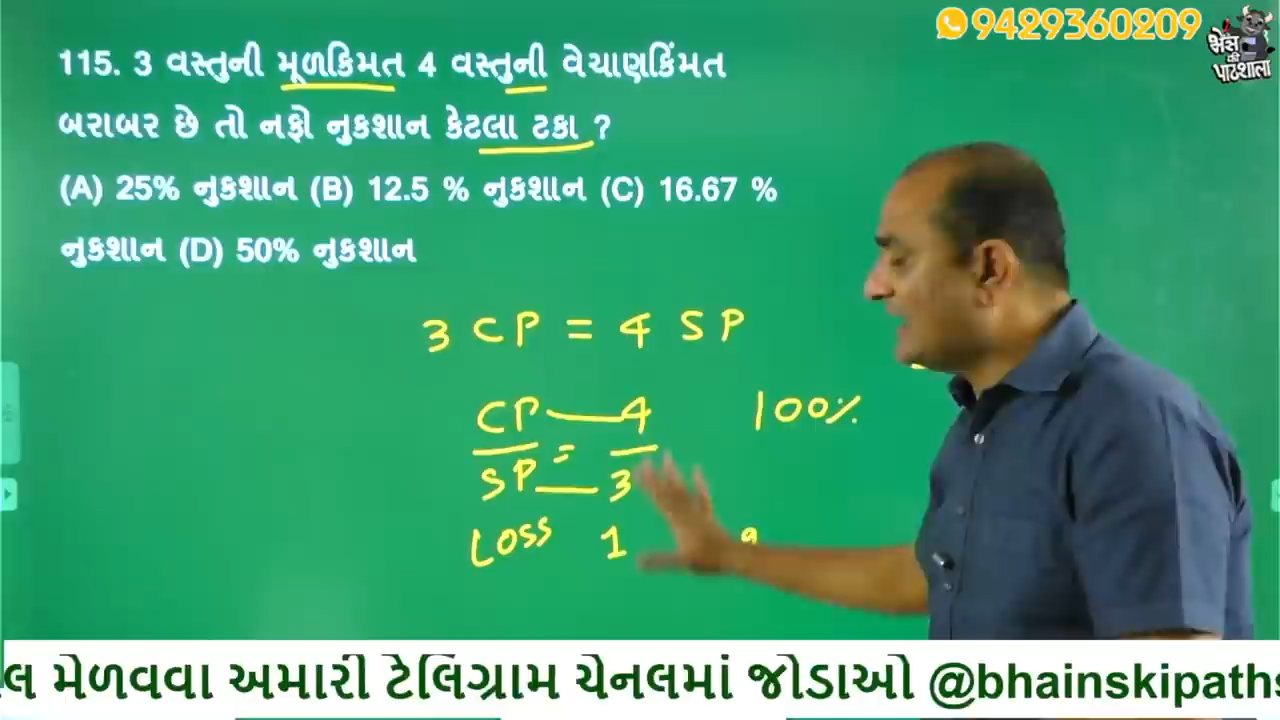 9429360209
भैंस
की
पाठशाला
115. 3 વસ્તુની મૂળકિમત 4 વસ્તુની વેચાણકિંમત
બરાબર છે તો નફો નુકશાન કેટલા ટકા ?
(A) 25% નુકશાન (B) 12.5 % નુકશાન (C) 16.67 %
નુકશાન (D) 50% નુકશાન
3 CP = 4 SP
CP 4 100%
SP = 3
LOSS 1
લ મેળવવા અમારી ટેલિગ્રામ ચેનલમાં જોડાઓ @bhainskipaths